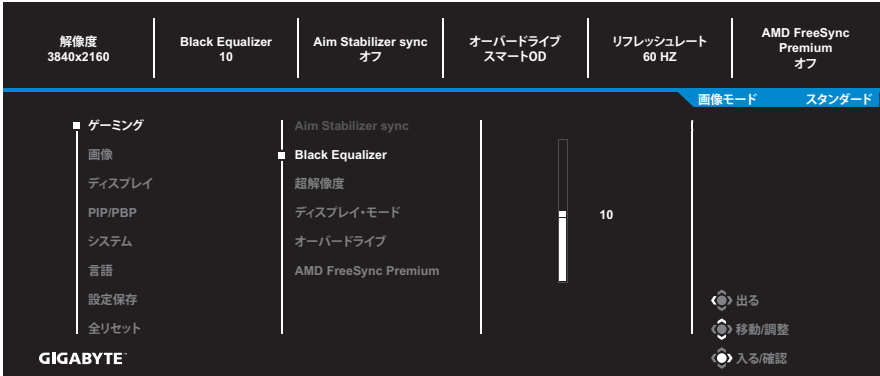 解像度
3840x2160
Black Equalizer
10
Aim Stabilizer sync
オフ
オーバードライブ
スマートOD
リフレッシュレート
60 HZ
AMD FreeSync
Premium
オフ
画像モード スタンダード
ゲーミング
画像
ディスプレイ
PIP/PBP
システム
言語
設定保存
全リセット
Aim Stabilizer sync
Black Equalizer
超解像度
ディスプレイ・モード
オーバードライブ
AMD FreeSync Premium
10
出る
移動/調整
入る/確認
GIGABYTE™